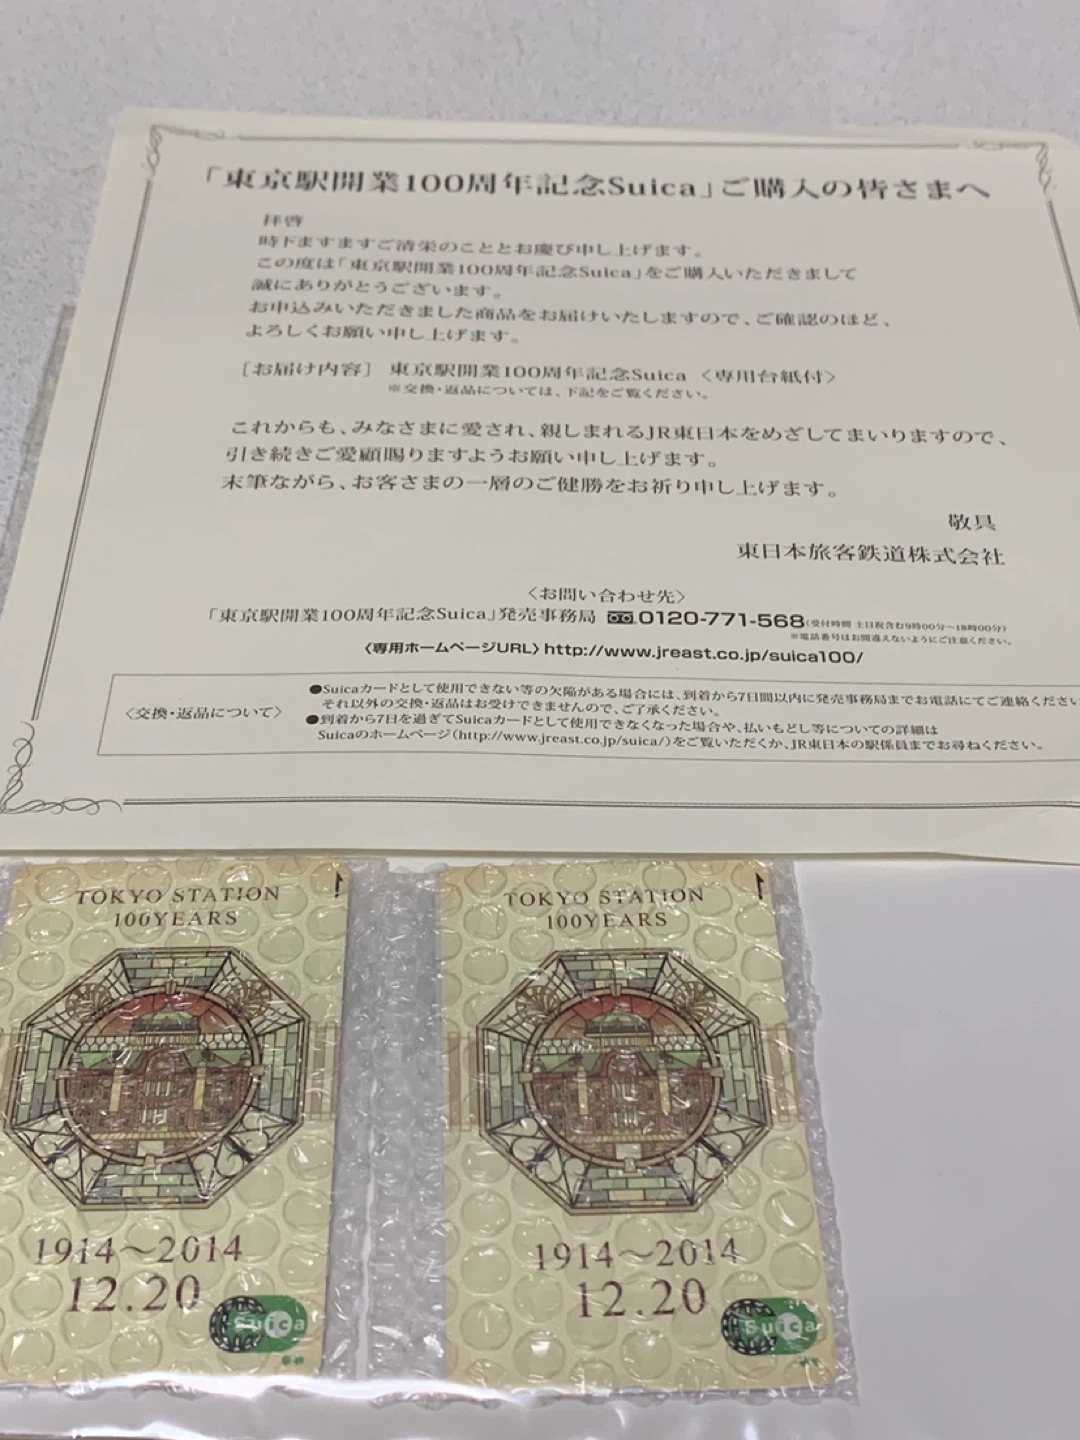 「東京駅開業100周年記念Suica」ご購入の皆さまへ
拝啓
時下ますますご清栄のこととお慶び申し上げます。
この度は「東京駅開業100周年記念Suica」をご購入いただきまして
誠にありがとうございます。
お申込みいただきました商品をお届けいたしますので、ご確認のほど、
よろしくお願い申し上げます。
［お届け内容］ 東京駅開業100周年記念Suica 〈専用台紙付〉
※交換・返品については、下記をご覧ください。
これからも、みなさまに愛され、親しまれるJR東日本をめざしてまいりますので、
引き続きご愛顧賜りますようお願い申し上げます。
末筆ながら、お客さまの一層のご健勝をお祈り申し上げます。
敬具
東日本旅客鉄道株式会社
〈お問い合わせ先〉
「東京駅開業100周年記念Suica」発売事務局 0120-771-568(受付時間 土日祝含む9時00分～18時00分)
※電話番号はお間違えないようにご注意ください。
〈専用ホームページURL〉http://www.jreast.co.jp/suica100/
〈交換・返品について〉
●Suicaカードとして使用できない等の欠陥がある場合には、到着から7日間以内に発売事務局までお電話にてご連絡くださ
それ以外の交換・返品はお受けできませんので、ご了承ください。
●到着から7日を過ぎてSuicaカードとして使用できなくなった場合や、払いもどし等についての詳細は
Suicaのホームページ（http://www.jreast.co.jp/suica/）をご覧いただくか、JR東日本の駅係員までお尋ねください。
TOKYO STATION
100YEARS
1914～2014
12.20
Suica
TOKYO STATION
100YEARS
1914～2014
12.20
Suica